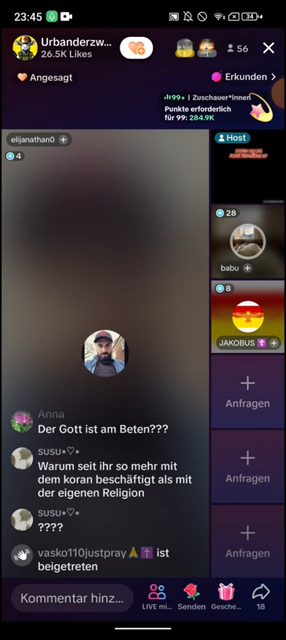 23:45
34
Urbanderzw...
26.5K Likes
56
Angesagt
Erkunden
99+ | Zuschauer*innen
Punkte erforderlich
für 99: 284.9K
elijanathan0 +
4
Host
28
babu +
8
JAKOBUS +
Anfragen
Anfragen
Anfragen
Anna
Der Gott ist am Beten???
susu•♡•
Warum seit ihr so mehr mit
dem koran beschäftigt als mit
der eigenen Religion
susu•♡•
????
vasko110justpray🙏✝️ ist
beigetreten
Kommentar hinz...
LIVE mi...
Senden
Gesche...
18